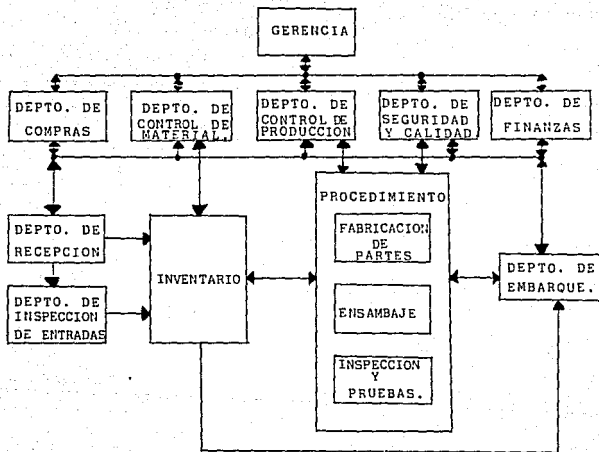 GERENCIA
DEPTO. DE
COMPRAS
DEPTO. DE
CONTROL DE
MATERIAL.
DEPTO. DE
CONTROL DE
PRODUCCION
DEPTO. DE
SEGURIDAD
Y CALIDAD
DEPTO. DE
FINANZAS
DEPTO. DE
RECEPCION
DEPTO. DE
INSPECCION
DE ENTRADAS
INVENTARIO
PROCEDIMIENTO
FABRICACION
DE
PARTES
ENSAMBAJE
INSPECCION
Y
PRUEBAS.
DEPTO. DE
EMBARQUE.